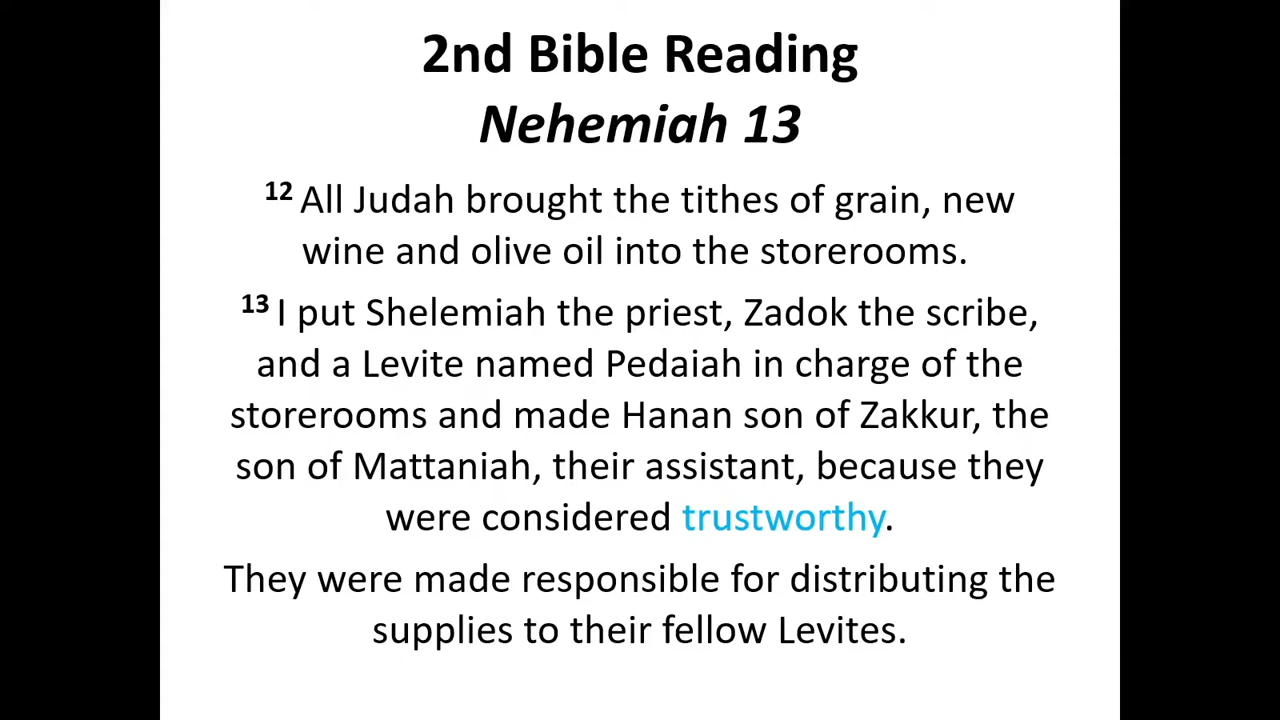 2nd Bible Reading
Nehemiah 13
12 All Judah brought the tithes of grain, new
wine and olive oil into the storerooms.
13 I put Shelemiah the priest, Zadok the scribe,
and a Levite named Pedaiah in charge of the
storerooms and made Hanan son of Zakkur, the
son of Mattaniah, their assistant, because they
were considered trustworthy.
They were made responsible for distributing the
supplies to their fellow Levites.